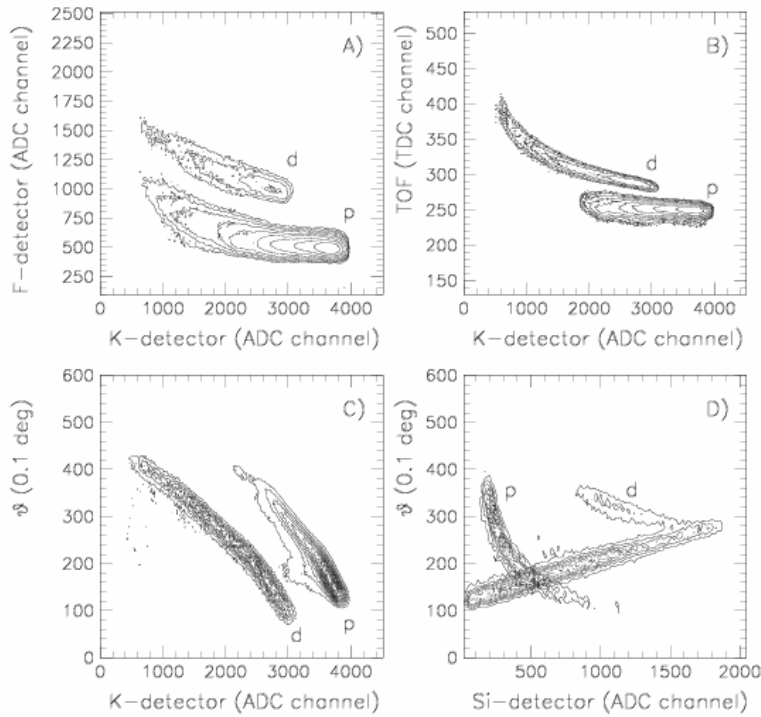 A)
F-detector (ADC channel)
2500
2250
2000
1750
1500
1250
1000
750
500
250
d
p
0
1000
2000
3000
4000
K-detector (ADC channel)
B)
TOF (TDC channel)
500
450
400
350
300
250
200
150
d
p
0
1000
2000
3000
4000
K-detector (ADC channel)
C)
ϑ (0.1 deg)
600
500
400
300
200
100
0
d
p
0
1000
2000
3000
4000
K-detector (ADC channel)
D)
ϑ (0.1 deg)
600
500
400
300
200
100
0
p
d
500
1000
1500
2000
Si-detector (ADC channel)